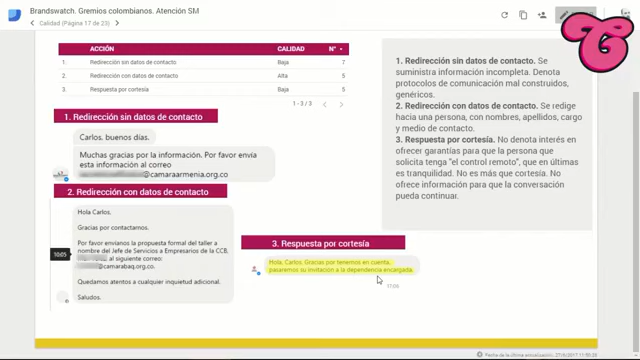 Brandswatch. Gremios colombianos. Atención SM
Calidad (Página 17 de 23)
ACCIÓN CALIDAD N°
1. Redirección sin datos de contacto Baja 7
2. Redirección con datos de contacto Alta 5
3. Respuesta por cortesía Baja 5
1 - 3 / 3
1. Redirección sin datos de contacto
Carlos, buenos días.
Muchas gracias por la información. Por favor envía
esta información al correo
@camaraarmenia.org.co
2. Redirección con datos de contacto
Hola Carlos.
Gracias por contactarnos.
Por favor envíanos la propuesta formal del taller a
nombre del Jefe de Servicios a Empresarios de la CCB,
10:05
al siguiente correo:
@camarabaq.org.co.
Quedamos atentos a cualquier inquietud adicional.
Saludos.
3. Respuesta por cortesía
Hola, Carlos. Gracias por tenernos en cuenta,
pasaremos su invitación a la dependencia encargada.
17:09
1. Redirección sin datos de contacto. Se
suministra información incompleta. Denota
protocolos de comunicación mal construidos,
genéricos.
2. Redirección con datos de contacto. Se redige
hacia una persona, con nombres, apellidos, cargo
y medio de contacto.
3. Respuesta por cortesía. No denota interés en
ofrecer garantías para que la persona que
solicita tenga "el control remoto", que en últimas
es tranquilidad. No es más que cortesía. No
ofrece información para que la conversación
pueda continuar.
Fecha de la última actualización: 27/6/2017